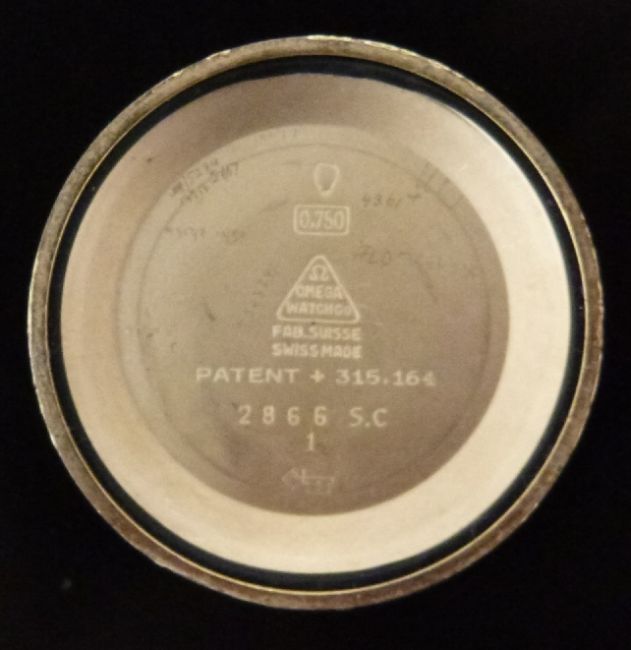 0.750
Ω
OMEGA
WATCH Co
FAB. SUISSE
SWISS MADE
PATENT + 315.164
2866 S.C
1